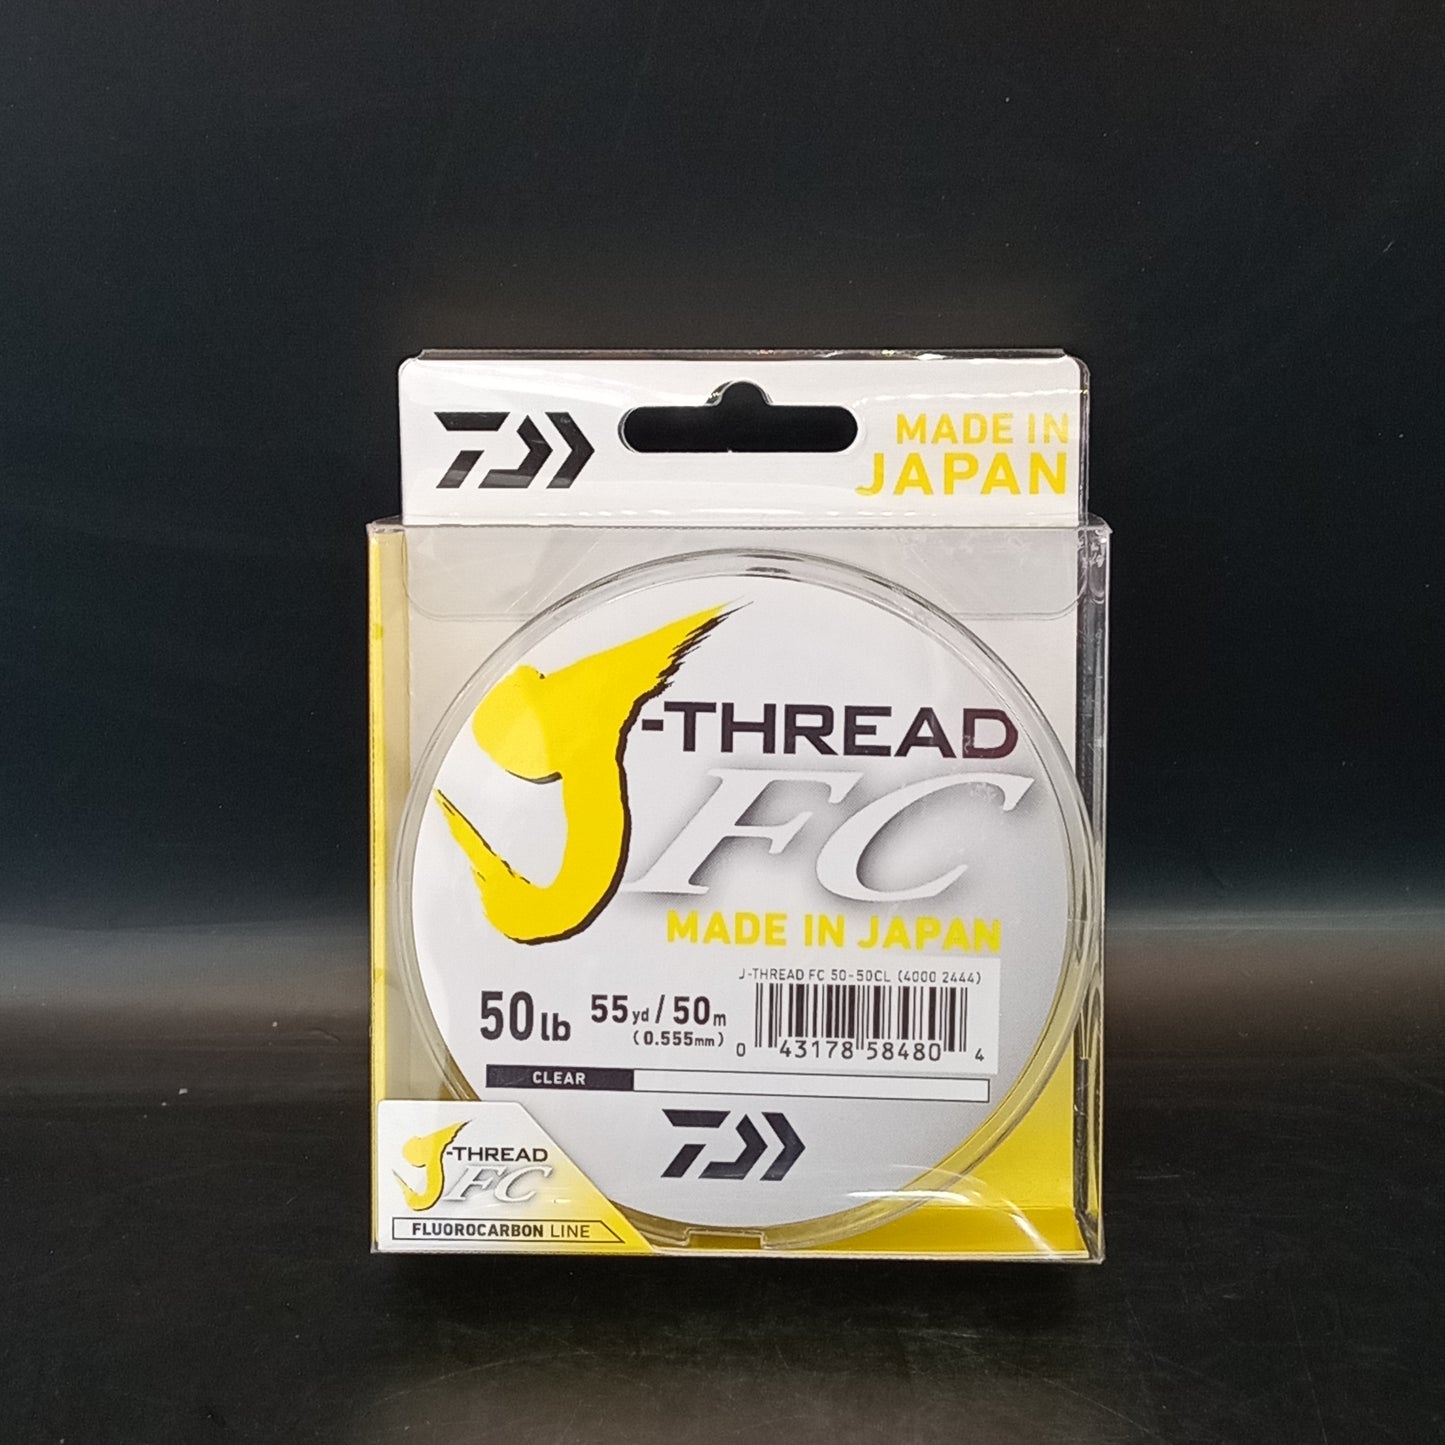 MADE IN
JAPAN
J-THREAD
FC
MADE IN JAPAN
J-THREAD FC 50-50CL (4000 2444)
50lb
55yd / 50m
(0.555mm)
0 43178 58480 4
CLEAR
J-THREAD
FC
FLUOROCARBON LINE